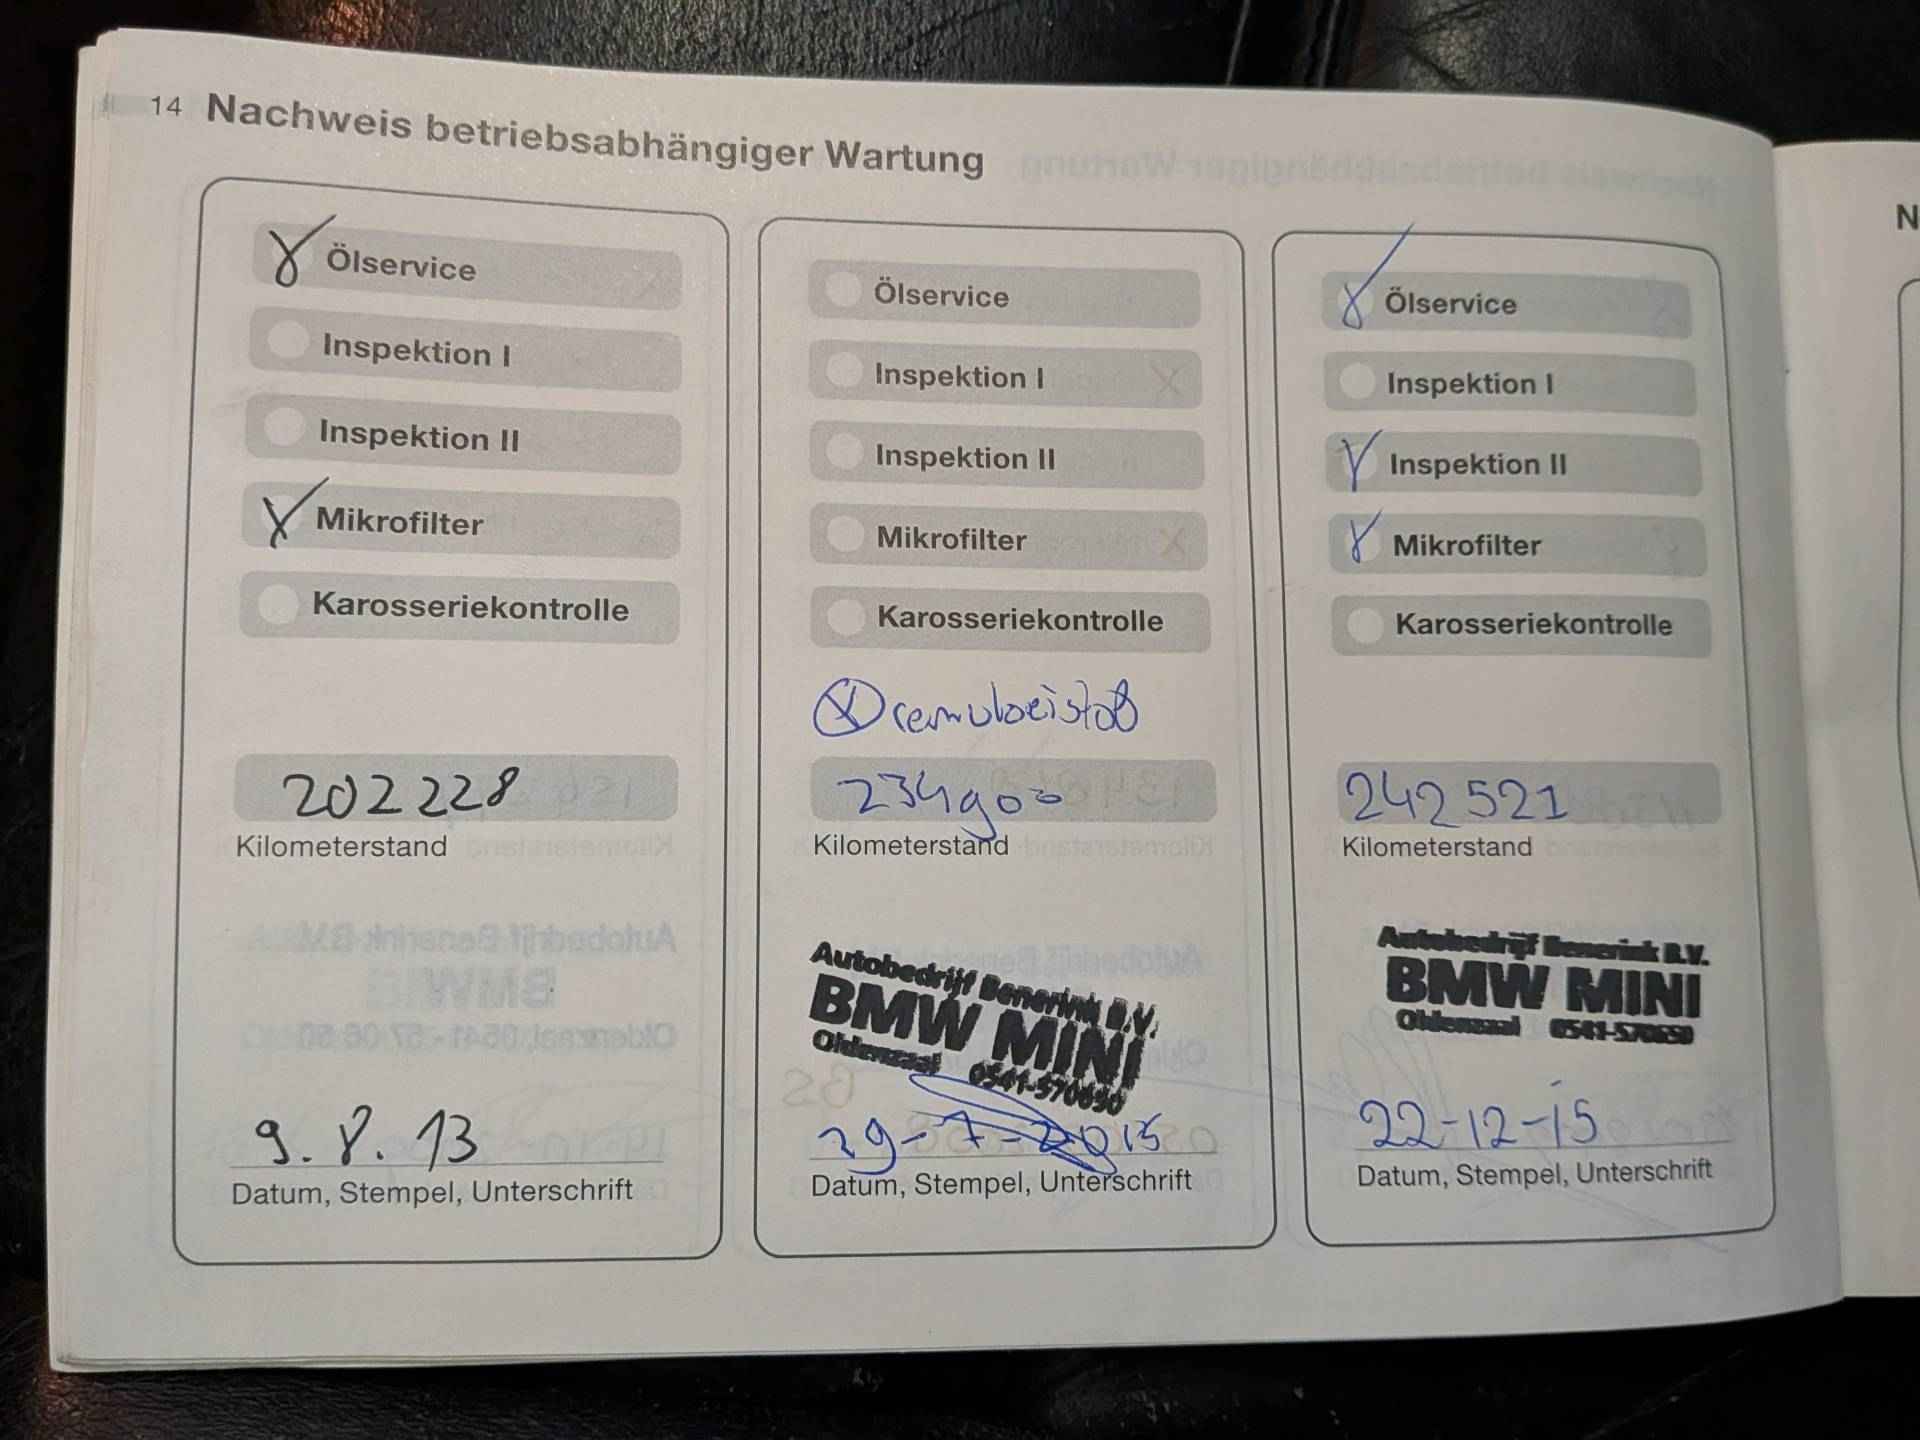 14 Nachweis betriebsabhängiger Wartung
Ölservice
Inspektion I
Inspektion II
Mikrofilter
Karosseriekontrolle
202228
Kilometerstand
9.8.13
Datum, Stempel, Unterschrift
Ölservice
Inspektion I
Inspektion II
Mikrofilter
Karosseriekontrolle
remvloeistof
234900
Kilometerstand
Autobedrijf Benerink B.V.
BMW MINI
Oldenzaal 0541-570650
29-7-2015
Datum, Stempel, Unterschrift
Ölservice
Inspektion I
Inspektion II
Mikrofilter
Karosseriekontrolle
242521
Kilometerstand
Autobedrijf Benerink B.V.
BMW MINI
Oldenzaal 0541-570650
22-12-15
Datum, Stempel, Unterschrift
N